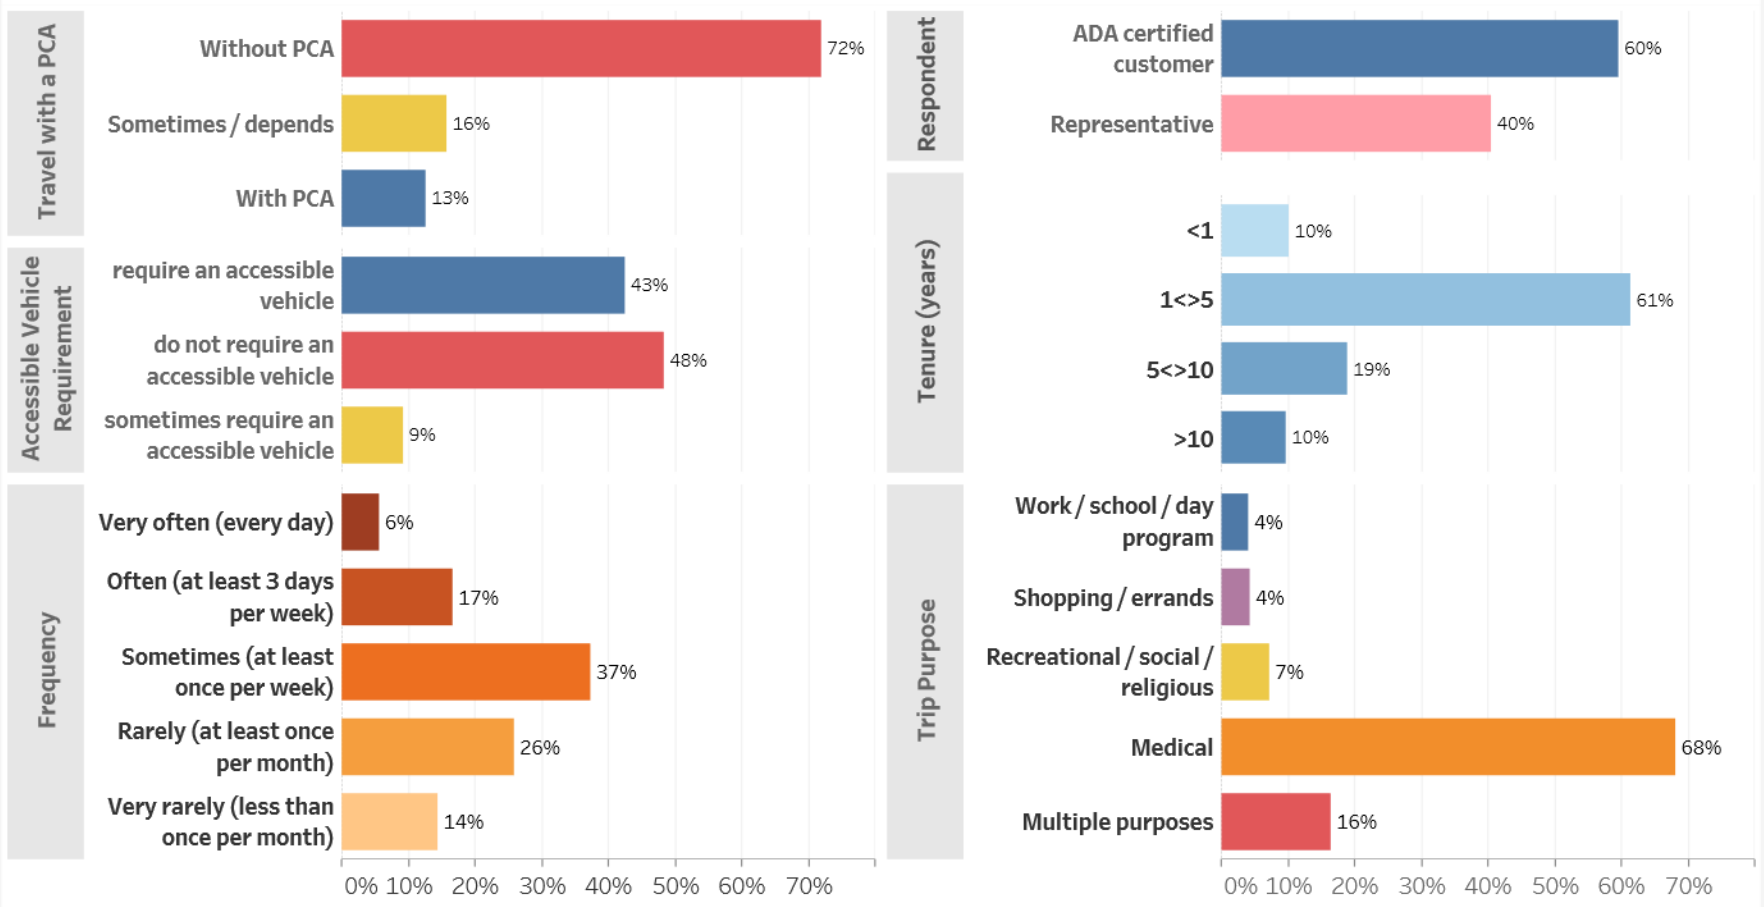 Travel with a PCA
Without PCA
72%
Sometimes / depends
16%
With PCA
13%
Accessible Vehicle
Requirement
require an accessible
vehicle
43%
do not require an
accessible vehicle
48%
sometimes require an
accessible vehicle
9%
Frequency
Very often (every day)
6%
Often (at least 3 days
per week)
17%
Sometimes (at least
once per week)
37%
Rarely (at least once
per month)
26%
Very rarely (less than
once per month)
14%
0% 10% 20% 30% 40% 50% 60% 70%
Respondent
ADA certified
customer
60%
Representative
40%
Tenure (years)
<1
10%
1<>5
61%
5<>10
19%
>10
10%
Trip Purpose
Work / school / day
program
4%
Shopping / errands
4%
Recreational / social /
religious
7%
Medical
68%
Multiple purposes
16%
0% 10% 20% 30% 40% 50% 60% 70%